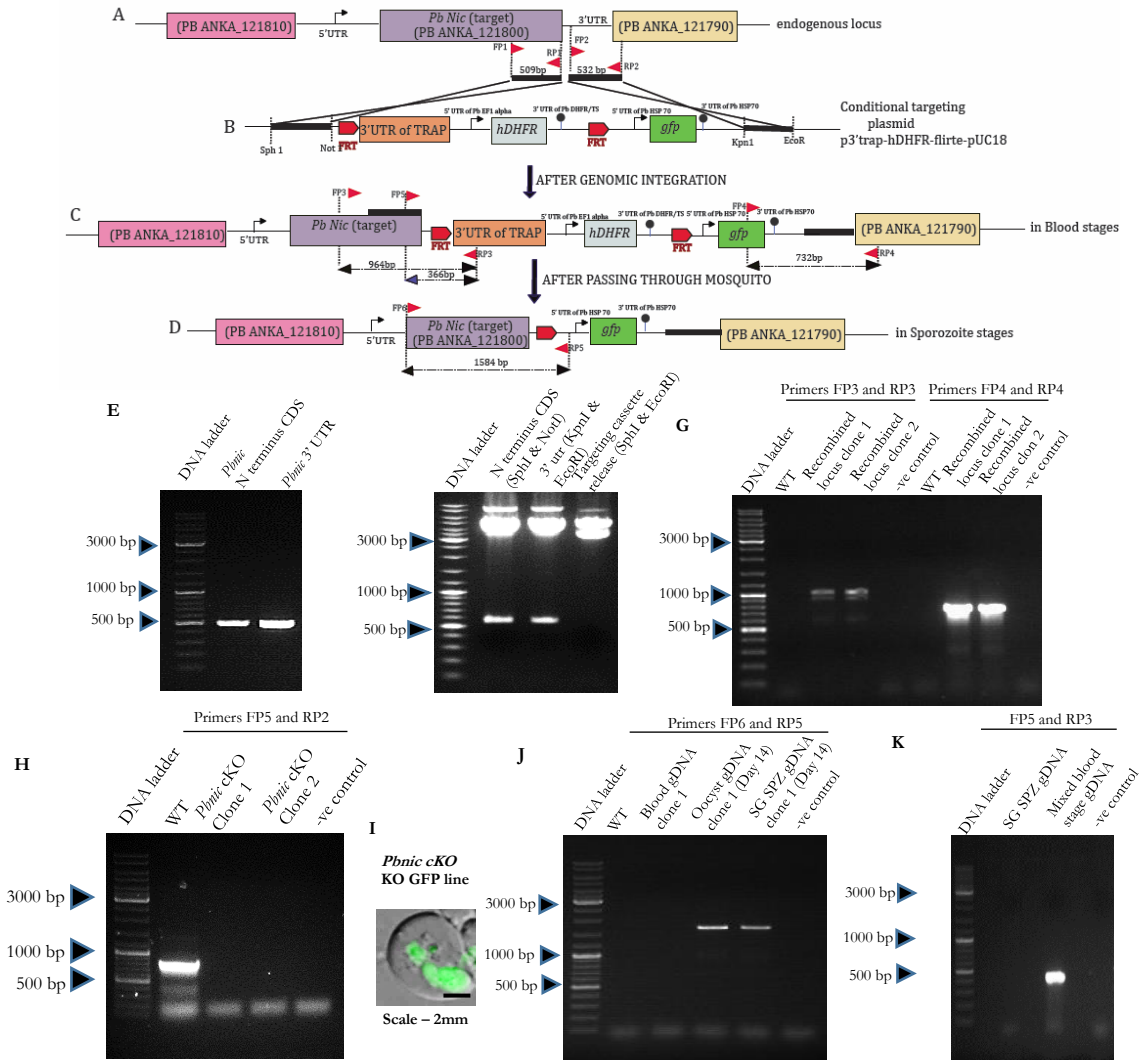 A
(PB ANKA_121810)
5'UTR
Pb Nic (target)
(PB ANKA_121800)
3'UTR
(PB ANKA_121790)
endogenous locus
FP1
RP1
FP2
RP2
509bp
532 bp
B
Sph 1
Not 1
FRT
3'UTR of TRAP
5' UTR of Pb EF1 alpha
hDHFR
3' UTR of Pb DHFR/TS
FRT
5' UTR of Pb HSP 70
gfp
3' UTR of Pb HSP70
Kpn1
EcoR
Conditional targeting
plasmid
p3'trap-hDHFR-flirte-pUC18
AFTER GENOMIC INTEGRATION
C
(PB ANKA_121810)
5'UTR
FP3
FP5
Pb Nic (target)
FRT
3'UTR of TRAP
RP3
5' UTR of Pb EF1 alpha
hDHFR
3' UTR of Pb DHFR/TS
FRT
5' UTR of Pb HSP 70
FP4
gfp
3' UTR of Pb HSP70
(PB ANKA_121790)
RP4
in Blood stages
964bp
366bp
732bp
AFTER PASSING THROUGH MOSQUITO
D
(PB ANKA_121810)
5'UTR
FP6
Pb Nic (target)
(PB ANKA_121800)
RP5
5' UTR of Pb HSP 70
gfp
3' UTR of Pb HSP70
(PB ANKA_121790)
in Sporozoite stages
1584 bp
E
DNA ladder
Pbnic
N terminus CDS
Pbnic 3' UTR
3000 bp
1000 bp
500 bp
DNA ladder
N terminus CDS
(SphI & NotI)
3' utr (KpnI &
EcoRI)
Targeting cassette
release (SphI & EcoRI)
3000 bp
1000 bp
500 bp
G
Primers FP3 and RP3
Primers FP4 and RP4
DNA ladder
WT
Recombined
locus clone 1
Recombined
locus clone 2
-ve control
WT
Recombined
locus clone 1
Recombined
locus clon 2
-ve control
3000 bp
1000 bp
500 bp
H
Primers FP5 and RP2
DNA ladder
WT
Pbnic cKO
Clone 1
Pbnic cKO
Clone 2
-ve control
3000 bp
1000 bp
500 bp
I
Pbnic cKO
KO GFP line
Scale – 2mm
J
Primers FP6 and RP5
DNA ladder
WT
Blood gDNA
clone 1
Oocyst gDNA
clone 1 (Day 14)
SG SPZ gDNA
clone 1 (Day 14)
-ve control
3000 bp
1000 bp
500 bp
K
FP5 and RP3
DNA ladder
SG SPZ gDNA
Mixed blood
stage gDNA
-ve control
3000 bp
1000 bp
500 bp